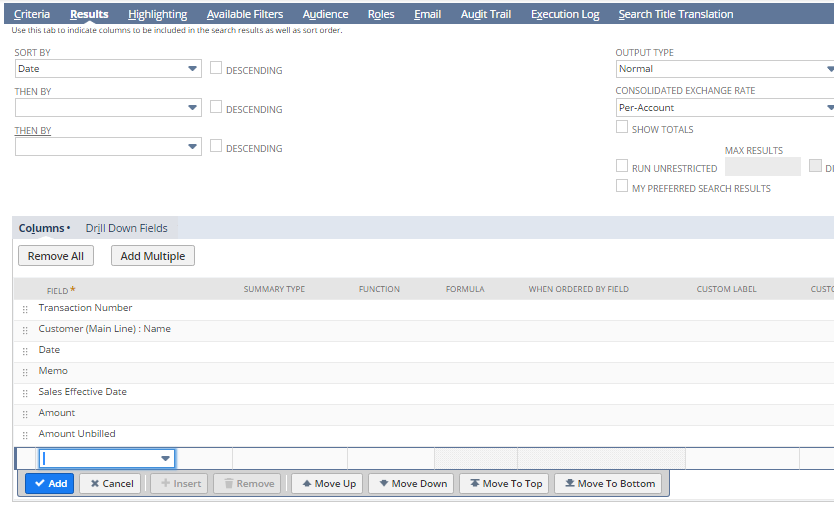 Criteria Results Highlighting Available Filters Audience Roles Email Audit Trail Execution Log Search Title Translation
Use this tab to indicate columns to be included in the search results as well as sort order.
SORT BY
Date
DESCENDING
THEN BY
DESCENDING
THEN BY
DESCENDING
OUTPUT TYPE
Normal
CONSOLIDATED EXCHANGE RATE
Per-Account
SHOW TOTALS
MAX RESULTS
RUN UNRESTRICTED
MY PREFERRED SEARCH RESULTS
Columns • Drill Down Fields
Remove All Add Multiple
FIELD * SUMMARY TYPE FUNCTION FORMULA WHEN ORDERED BY FIELD CUSTOM LABEL CUSTO
Transaction Number
Customer (Main Line) : Name
Date
Memo
Sales Effective Date
Amount
Amount Unbilled
Add Cancel Insert Remove Move Up Move Down Move To Top Move To Bottom